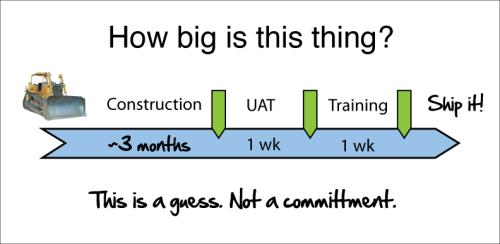 How big is this thing?
Construction UAT Training Ship it!
~3 months 1 wk 1 wk
This is a guess. Not a committment.